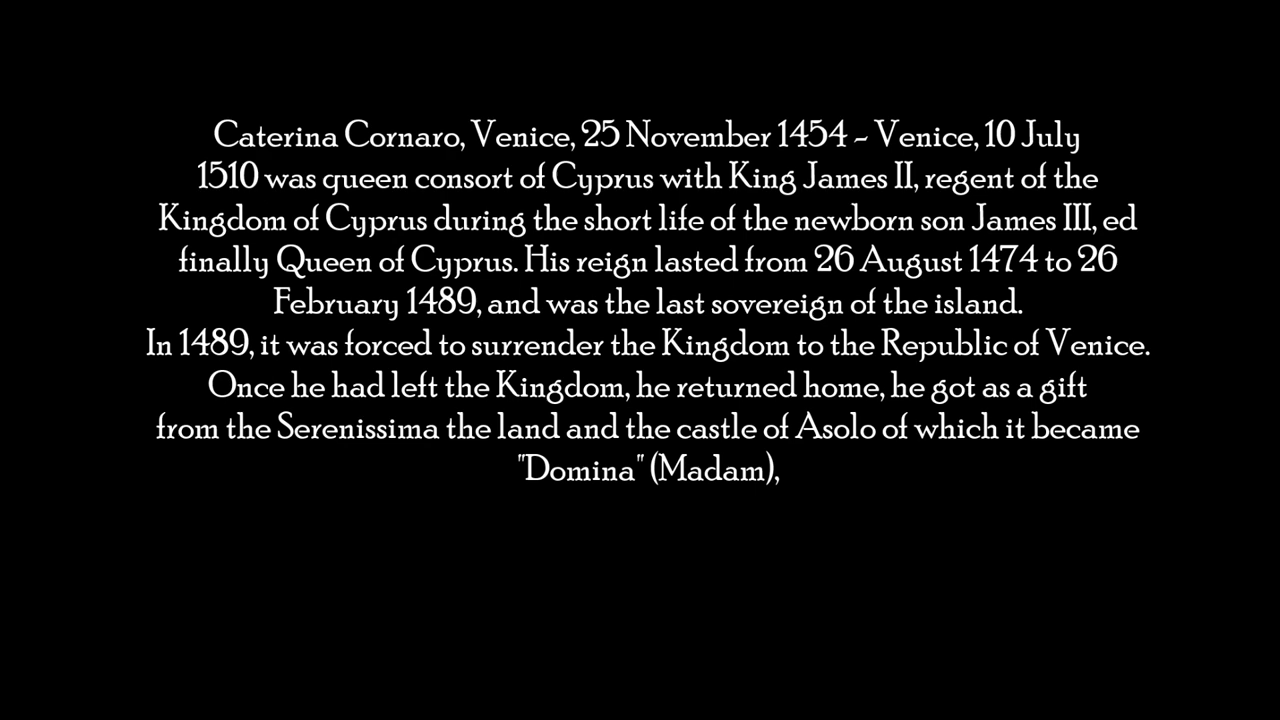 Caterina Cornaro, Venice, 25 November 1454 - Venice, 10 July
1510 was queen consort of Cyprus with King James II, regent of the
Kingdom of Cyprus during the short life of the newborn son James III, ed
finally Queen of Cyprus. His reign lasted from 26 August 1474 to 26
February 1489, and was the last sovereign of the island.
In 1489, it was forced to surrender the Kingdom to the Republic of Venice.
Once he had left the Kingdom, he returned home, he got as a gift
from the Serenissima the land and the castle of Asolo of which it became
"Domina" (Madam),